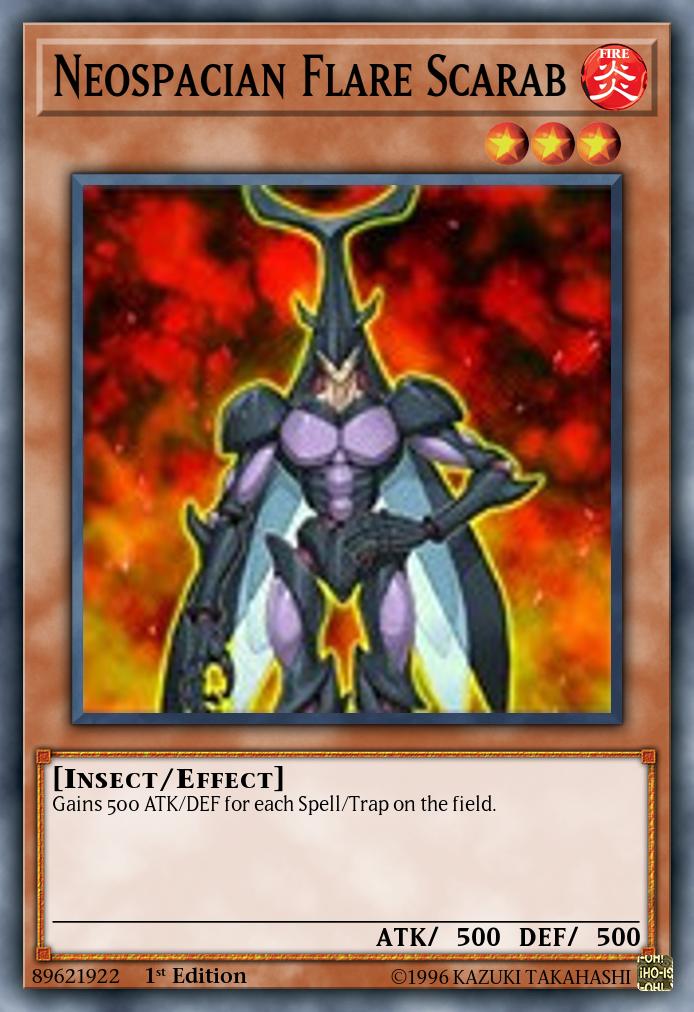 Neospacian Flare Scarab
FIRE
炎
[Insect/Effect]
Gains 500 ATK/DEF for each Spell/Trap on the field.
ATK/ 500 DEF/ 500
89621922 1st Edition ©1996 KAZUKI TAKAHASHI